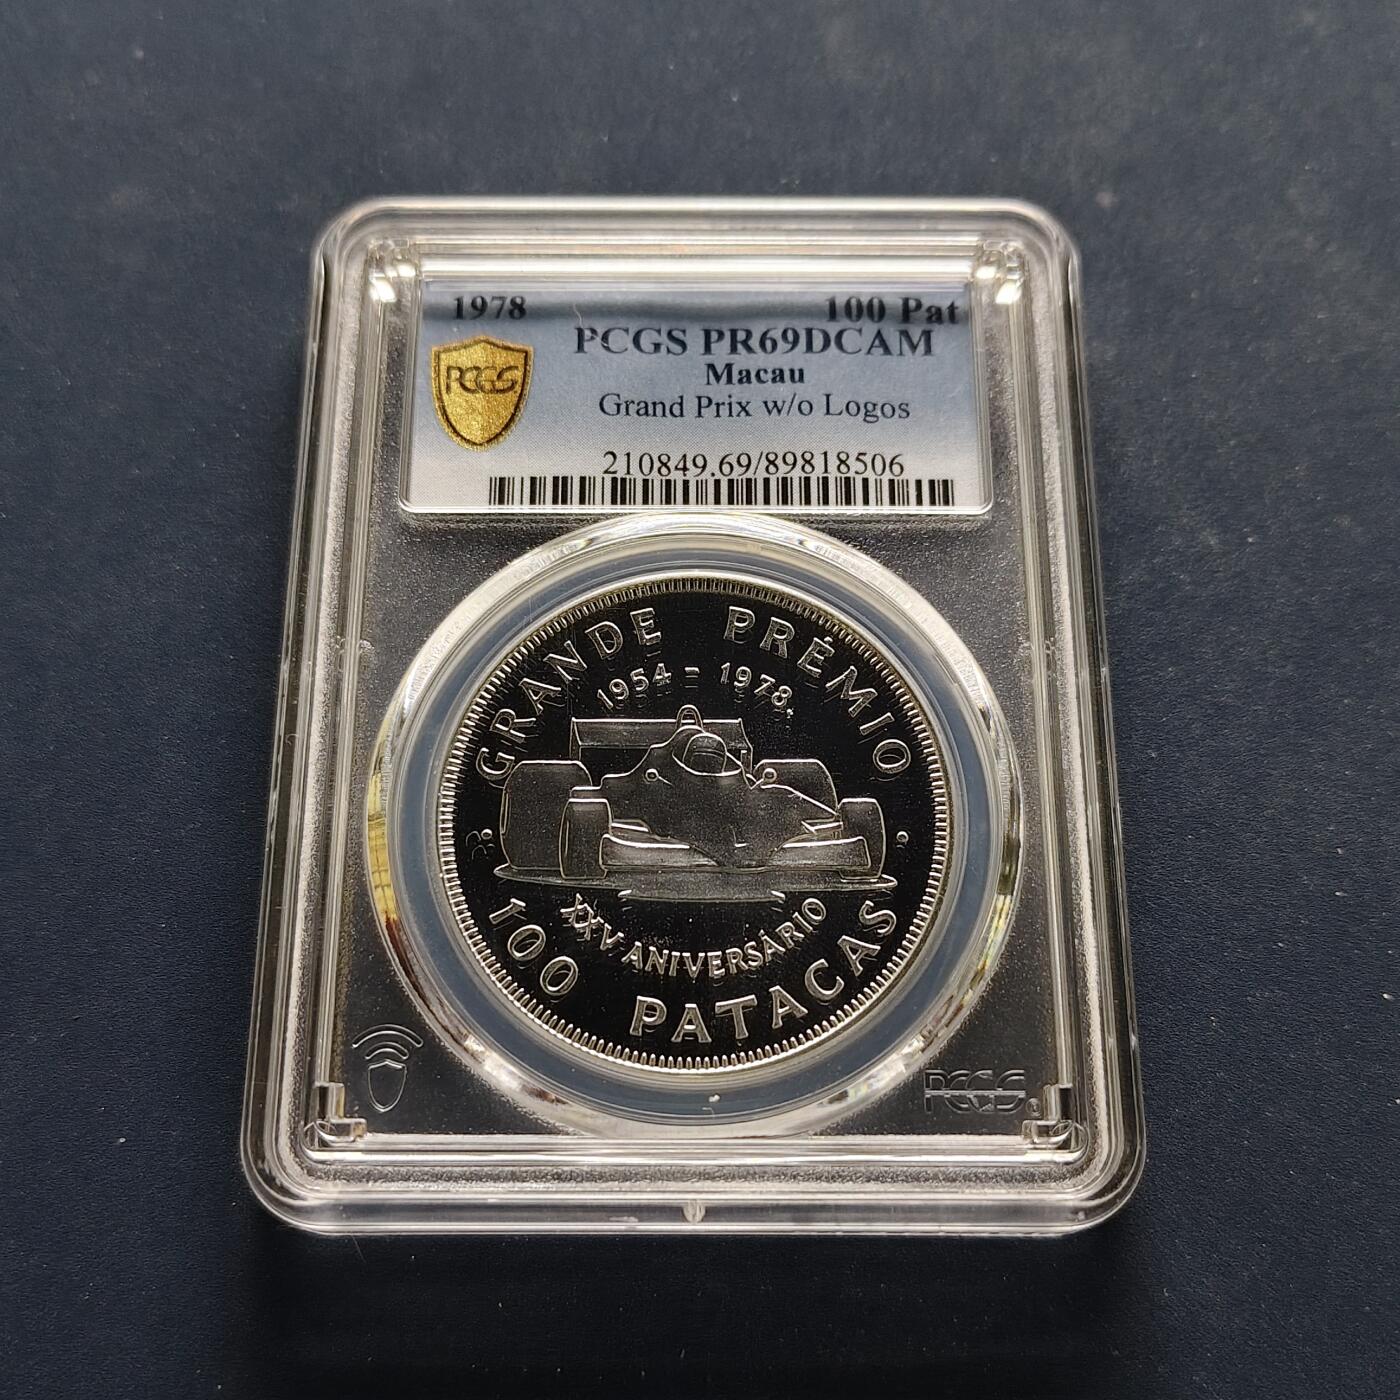 1978 100 Pat
PCGS PR69DCAM
PCGS
Macau
Grand Prix w/o Logos
210849.69/89818506
GRANDE PRÉMIO
1954 - 1978
XXV ANIVERSÁRIO
100 PATACAS
PCGS